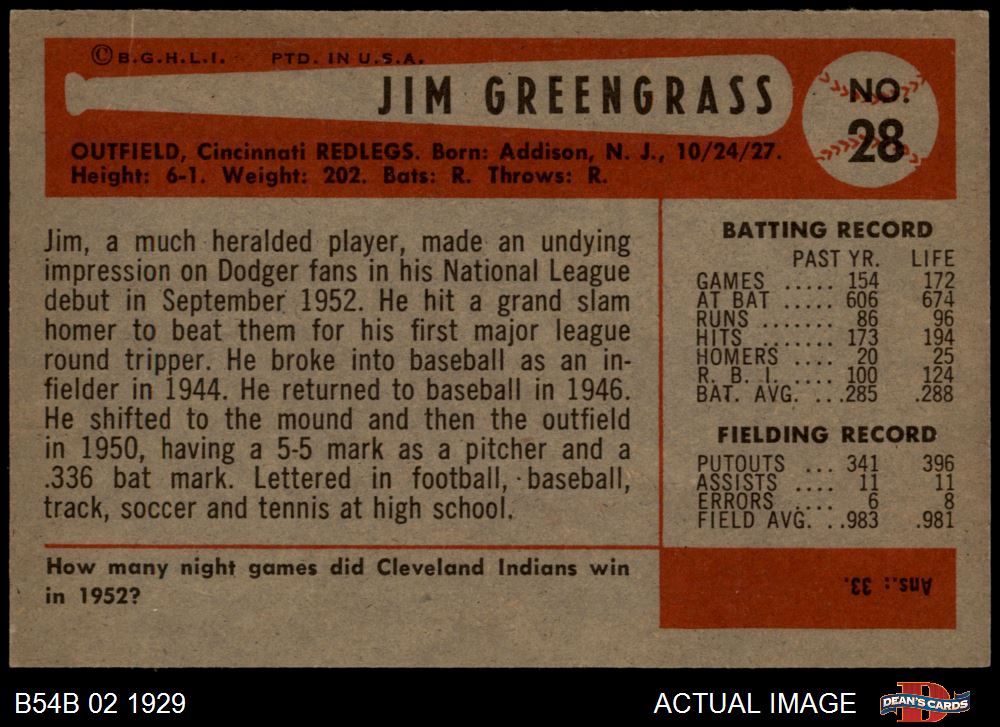 © B.G.H.L.I. PTD. IN U.S.A.
JIM GREENGRASS
NO.
28
OUTFIELD, Cincinnati REDLEGS. Born: Addison, N. J., 10/24/27.
Height: 6-1. Weight: 202. Bats: R. Throws: R.
Jim, a much heralded player, made an undying
impression on Dodger fans in his National League
debut in September 1952. He hit a grand slam
homer to beat them for his first major league
round tripper. He broke into baseball as an in-
fielder in 1944. He returned to baseball in 1946.
He shifted to the mound and then the outfield
in 1950, having a 5-5 mark as a pitcher and a
.336 bat mark. Lettered in football, baseball,
track, soccer and tennis at high school.
BATTING RECORD
PAST YR. LIFE
GAMES ..... 154 172
AT BAT ..... 606 674
RUNS ....... 86 96
HITS ....... 173 194
HOMERS .... 20 25
R. B. I. .... 100 124
BAT. AVG. ...285 .288
FIELDING RECORD
PUTOUTS ... 341 396
ASSISTS .... 11 11
ERRORS .... 6 8
FIELD AVG. ..983 .981
How many night games did Cleveland Indians win
in 1952?
Ans.: 33.
B54B 02 1929
ACTUAL IMAGE
DEAN'S CARDS